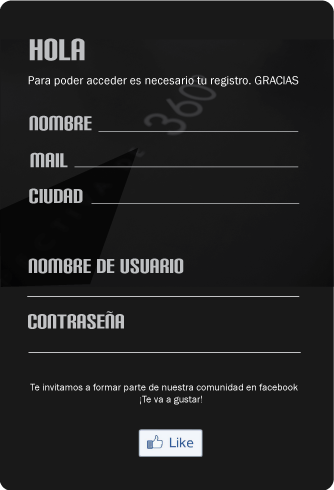 HOLA
Para poder acceder es necesario tu registro. GRACIAS
360
NOMBRE
MAIL
CIUDAD
NOMBRE DE USUARIO
CONTRASEÑA
Te invitamos a formar parte de nuestra comunidad en facebook
¡Te va a gustar!
Like